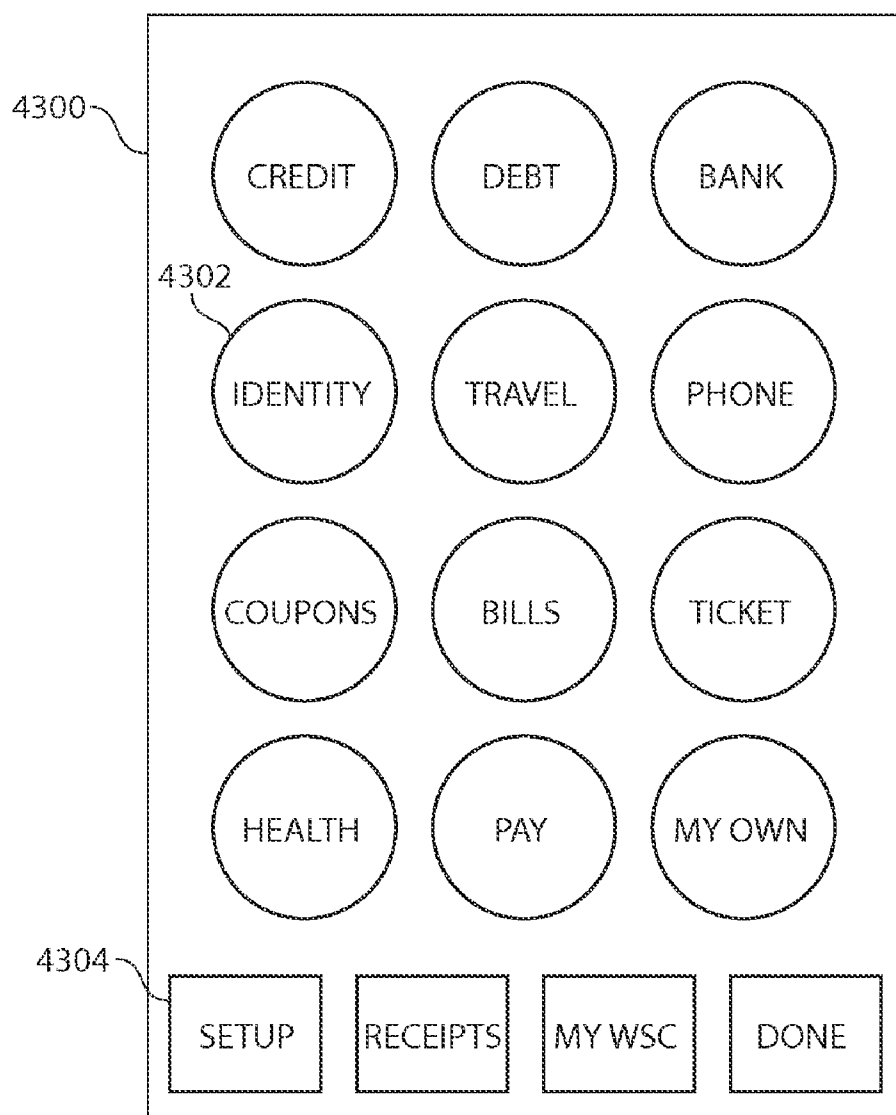 4300
CREDIT DEBT BANK
4302
IDENTITY TRAVEL PHONE
COUPONS BILLS TICKET
HEALTH PAY MY OWN
4304
SETUP RECEIPTS MY WSC DONE